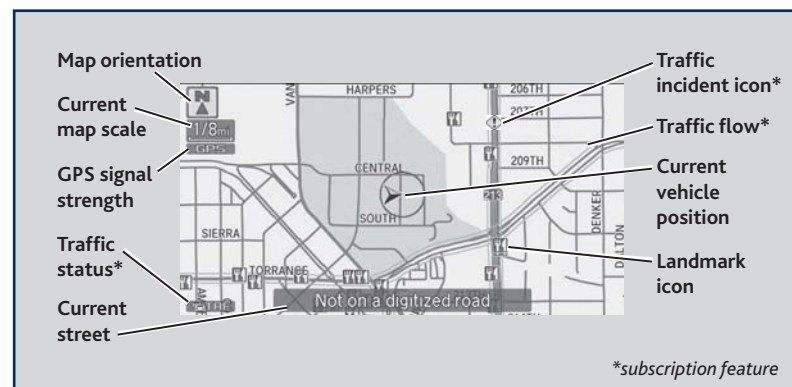 Map orientation
Current
map scale
GPS signal
strength
Traffic
status*
Current
street
N
1/8mi
GPS
VAN
HARPERS
206TH
207TH
209TH
CENTRAL
SOUTH
SIERRA
TORRANCE
213
DENKER
DALTON
Not on a digitized road
Traffic
incident icon*
Traffic flow*
Current
vehicle
position
Landmark
icon
*subscription feature